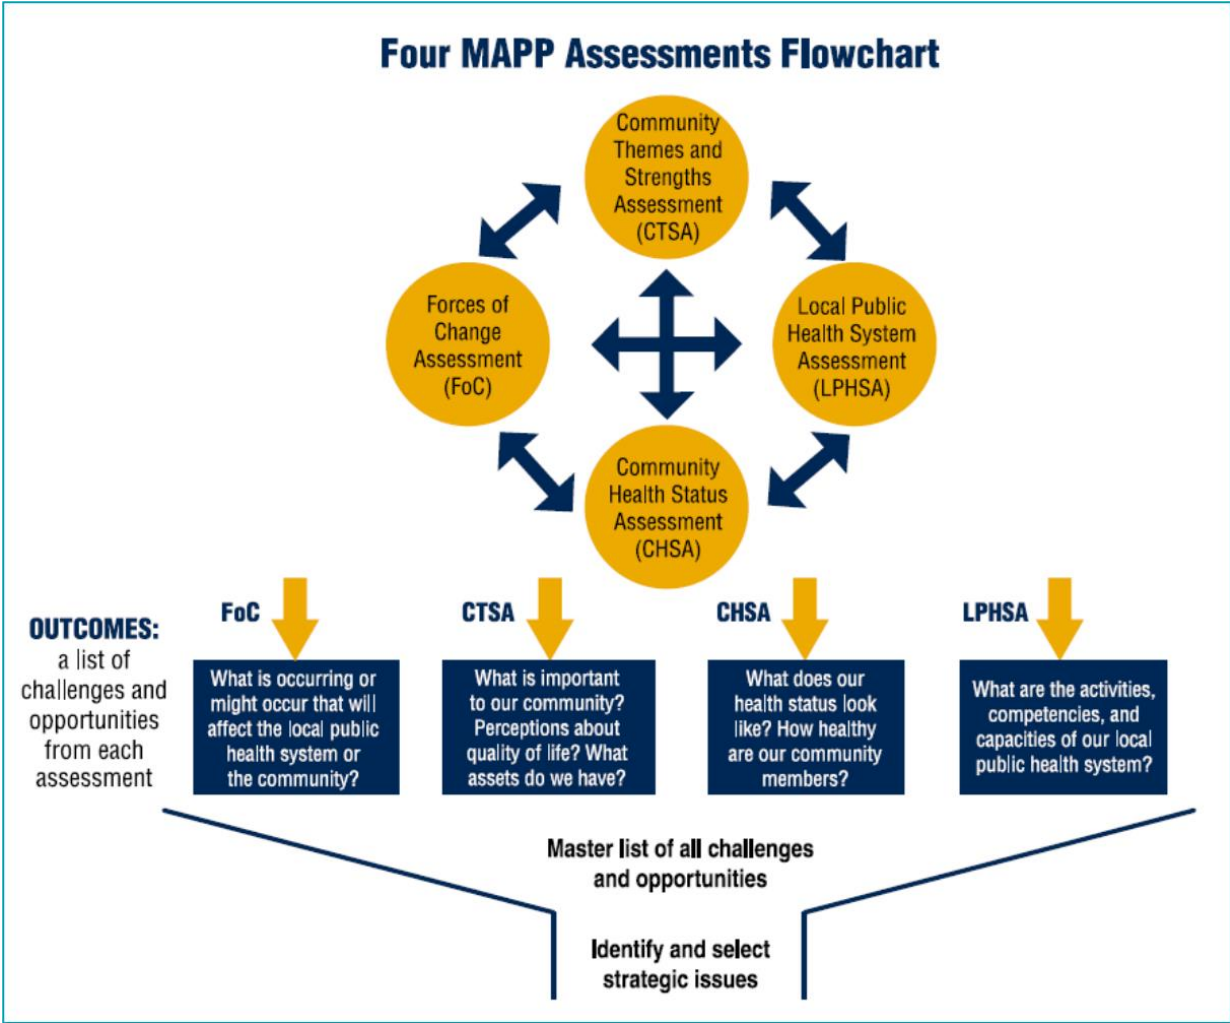 Four MAPP Assessments Flowchart
Community
Themes and
Strengths
Assessment
(CTSA)
Forces of
Change
Assessment
(FoC)
Local Public
Health System
Assessment
(LPHSA)
Community
Health Status
Assessment
(CHSA)
OUTCOMES:
a list of
challenges and
opportunities
from each
assessment
FoC
What is occurring or
might occur that will
affect the local public
health system or
the community?
CTSA
What is important
to our community?
Perceptions about
quality of life? What
assets do we have?
CHSA
What does our
health status look
like? How healthy
are our community
members?
LPHSA
What are the activities,
competencies, and
capacities of our local
public health system?
Master list of all challenges
and opportunities
Identify and select
strategic issues